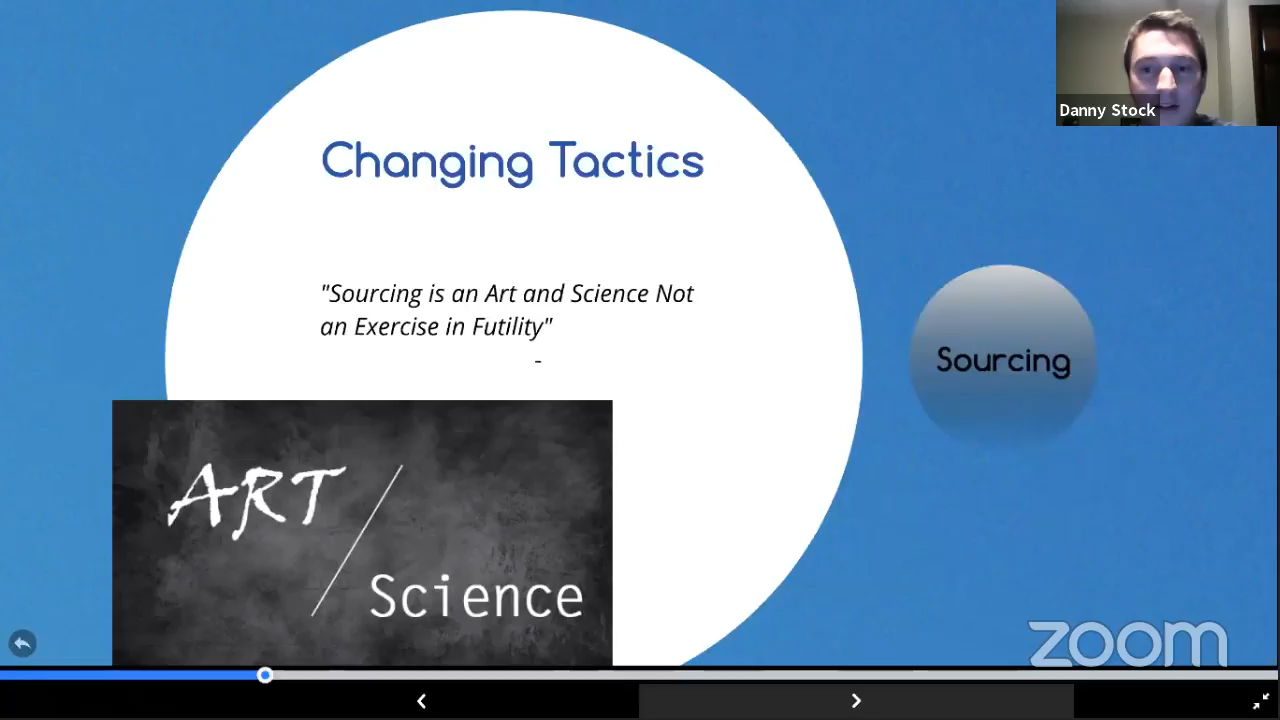 Danny Stock
Changing Tactics
"Sourcing is an Art and Science Not
an Exercise in Futility"
-
Sourcing
ART
Science
zoom